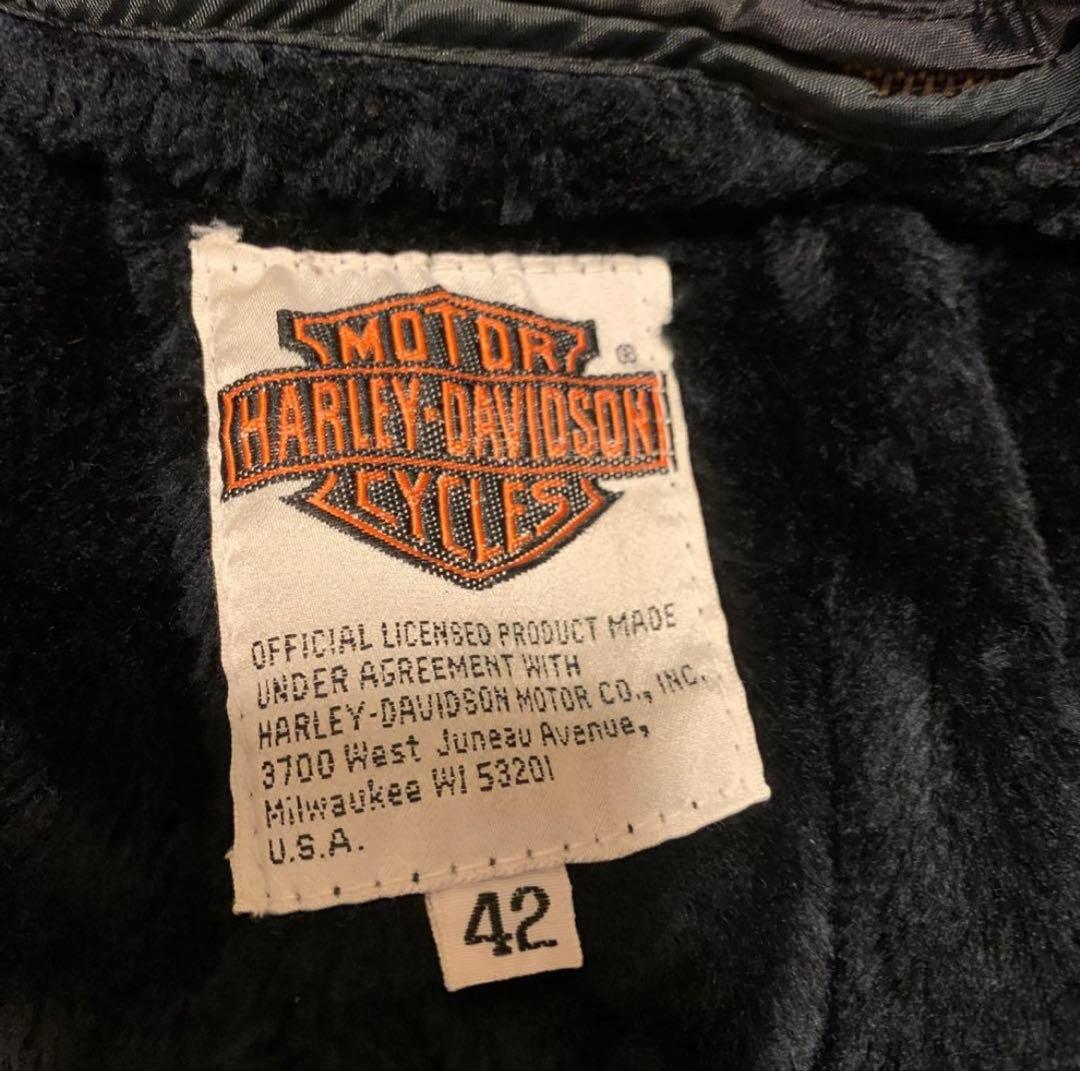 MOTOR
®
HARLEY-DAVIDSON
CYCLES
OFFICIAL LICENSED PRODUCT MADE
UNDER AGREEMENT WITH
HARLEY-DAVIDSON MOTOR CO., INC.
3700 West Juneau Avenue,
Milwaukee WI 53201
U.S.A.
42